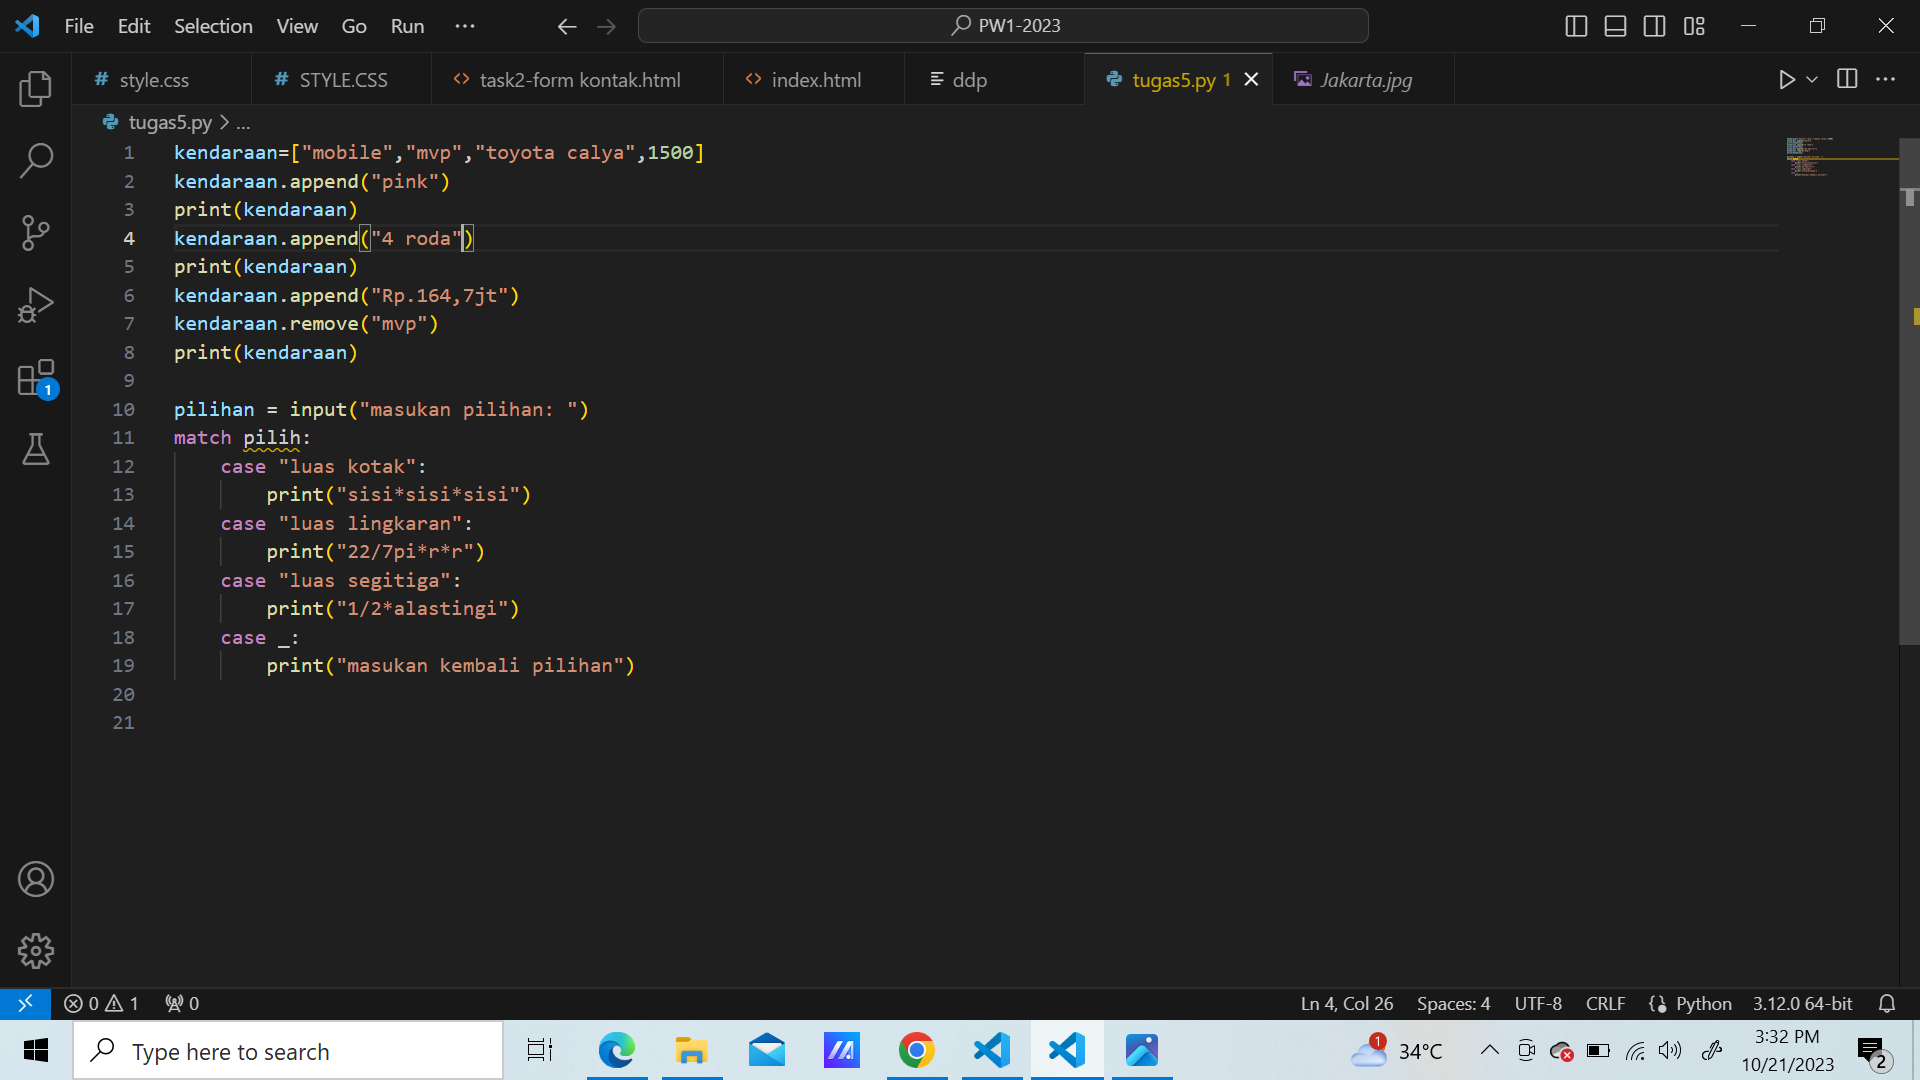 File Edit Selection View Go Run ···
PW1-2023
style.css STYLE.CSS task2-form kontak.html index.html ddp tugas5.py 1 Jakarta.jpg
tugas5.py > ...
1 kendaraan=["mobile","mvp","toyota calya",1500]
2 kendaraan.append("pink")
3 print(kendaraan)
4 kendaraan.append("4 roda")
5 print(kendaraan)
6 kendaraan.append("Rp.164,7jt")
7 kendaraan.remove("mvp")
8 print(kendaraan)
9
10 pilihan = input("masukan pilihan: ")
11 match pilih:
12 case "luas kotak":
13 print("sisi*sisi*sisi")
14 case "luas lingkaran":
15 print("22/7pi*r*r")
16 case "luas segitiga":
17 print("1/2*alastingi")
18 case _:
19 print("masukan kembali pilihan")
20
21
1
0 1 0 Ln 4, Col 26 Spaces: 4 UTF-8 CRLF {} Python 3.12.0 64-bit
Type here to search 1 34°C 3:32 PM
10/21/2023 2